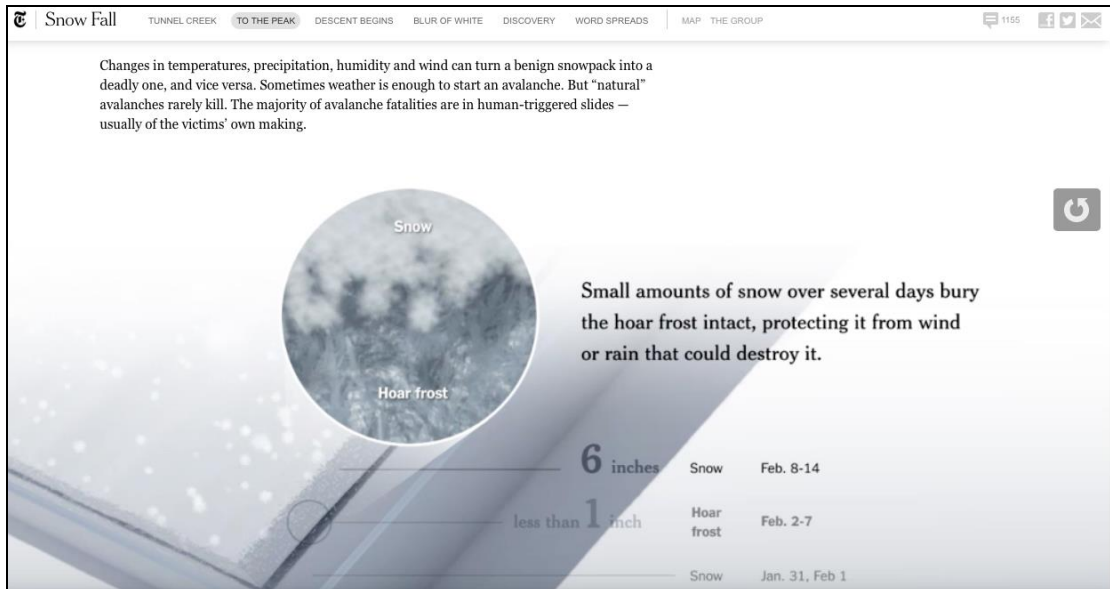 Snow Fall TUNNEL CREEK TO THE PEAK DESCENT BEGINS BLUR OF WHITE DISCOVERY WORD SPREADS MAP THE GROUP 1155
Changes in temperatures, precipitation, humidity and wind can turn a benign snowpack into a
deadly one, and vice versa. Sometimes weather is enough to start an avalanche. But “natural”
avalanches rarely kill. The majority of avalanche fatalities are in human-triggered slides —
usually of the victims’ own making.
Snow
Hoar frost
Small amounts of snow over several days bury
the hoar frost intact, protecting it from wind
or rain that could destroy it.
6 inches Snow Feb. 8-14
less than 1 inch Hoar frost Feb. 2-7
Snow Jan. 31, Feb 1